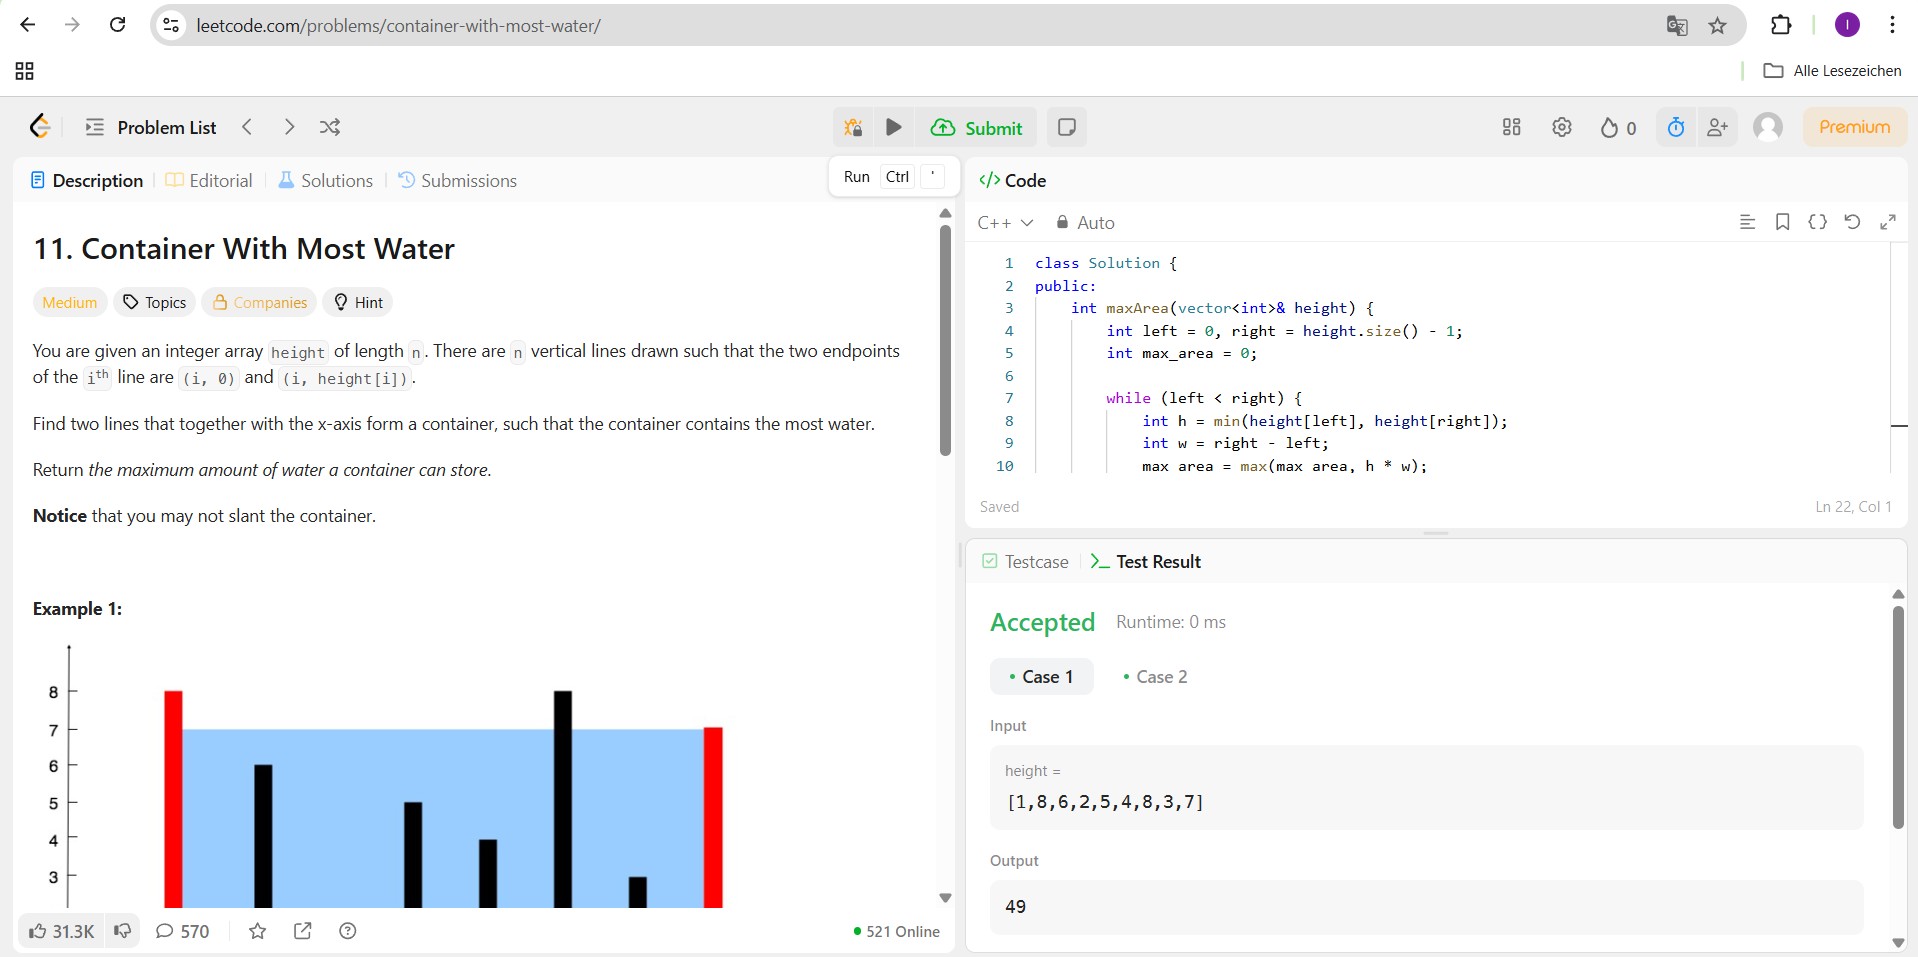 leetcode.com/problems/container-with-most-water/
I
Alle Lesezeichen
Problem List
Submit
0
Premium
Description
Editorial
Solutions
Submissions
Run Ctrl '
11. Container With Most Water
Medium
Topics
Companies
Hint
You are given an integer array height of length n. There are n vertical lines drawn such that the two endpoints
of the ith line are (i, 0) and (i, height[i]).
Find two lines that together with the x-axis form a container, such that the container contains the most water.
Return the maximum amount of water a container can store.
Notice that you may not slant the container.
Example 1:
8
7
6
5
4
3
31.3K
570
521 Online
</> Code
C++
Auto
1 class Solution {
2 public:
3 int maxArea(vector<int>& height) {
4 int left = 0, right = height.size() - 1;
5 int max_area = 0;
6
7 while (left < right) {
8 int h = min(height[left], height[right]);
9 int w = right - left;
10 max_area = max(max_area, h * w);
Saved
Ln 22, Col 1
Testcase
Test Result
Accepted
Runtime: 0 ms
Case 1
Case 2
Input
height =
[1,8,6,2,5,4,8,3,7]
Output
49